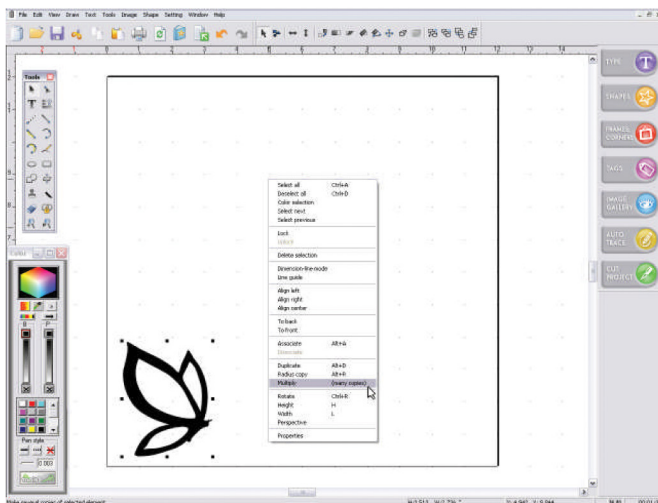 File Edit View Draw Text Tools Image Shape Setting Window Help
Tools
TYPE
SHAPES
FRAMES,
CORNERS
TAGS
IMAGE
GALLERY
AUTO
TRACE
CUT
PROJECT
Select all Ctrl+A
Deselect all Ctrl+D
Color selection
Select next
Select previous
Lock
Unlock
Delete selection
Dimension-line mode
Line guide
Align left
Align right
Align center
To back
To front
Associate Alt+A
Dissociate
Duplicate Alt+D
Radius copy Alt+R
Multiply (many copies)
Rotate Ctrl+R
Height H
Width L
Perspective
Properties
Color
B P
Pen style
0.003
Make several copies of selected element